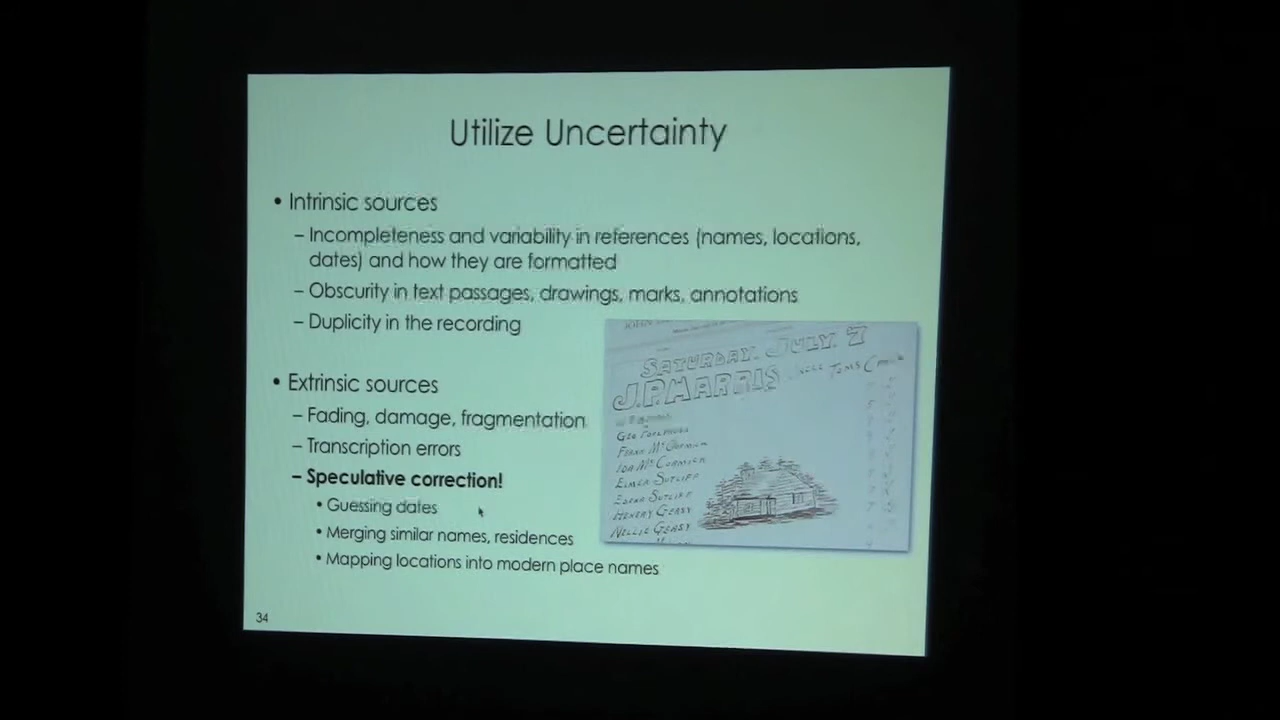 Utilize Uncertainty
• Intrinsic sources
– Incompleteness and variability in references (names, locations,
dates) and how they are formatted
– Obscurity in text passages, drawings, marks, annotations
– Duplicity in the recording
• Extrinsic sources
– Fading, damage, fragmentation
– Transcription errors
– Speculative correction!
• Guessing dates
• Merging similar names, residences
• Mapping locations into modern place names
SATURDAY. JULY. 7
J.P. HARRIS
FERNN MCCORMICK
IDA MCCORMICK
ELMER SUTLIFF
EDGAR SUTLIFF
HENRY GEASY
NELLIE GEASY
34